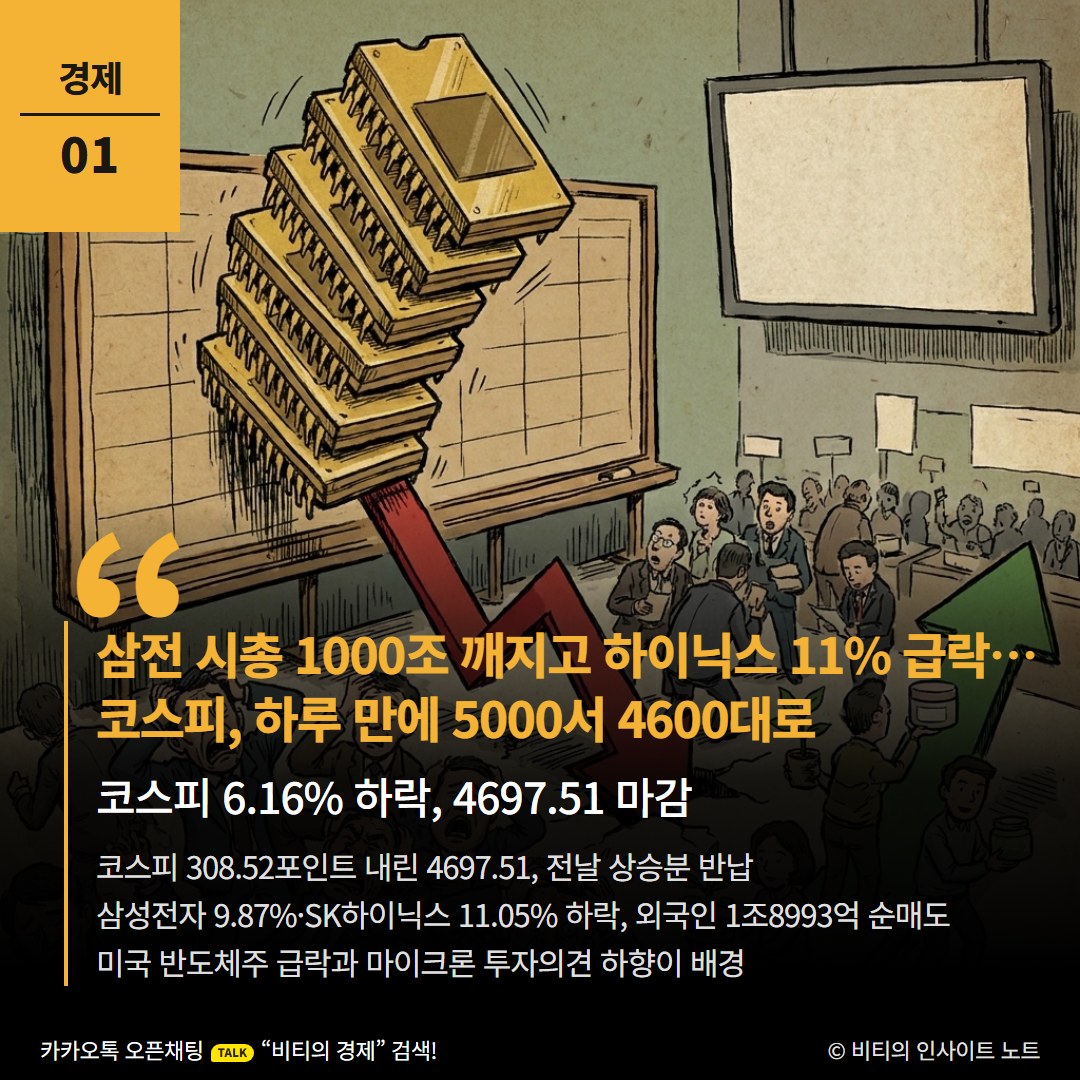 경제
01
“
삼전 시총 1000조 깨지고 하이닉스 11% 급락…
코스피, 하루 만에 5000서 4600대로
코스피 6.16% 하락, 4697.51 마감
코스피 308.52포인트 내린 4697.51, 전날 상승분 반납
삼성전자 9.87%·SK하이닉스 11.05% 하락, 외국인 1조8993억 순매도
미국 반도체주 급락과 마이크론 투자의견 하향이 배경
카카오톡 오픈채팅 TALK “비티의 경제” 검색!
© 비티의 인사이트 노트